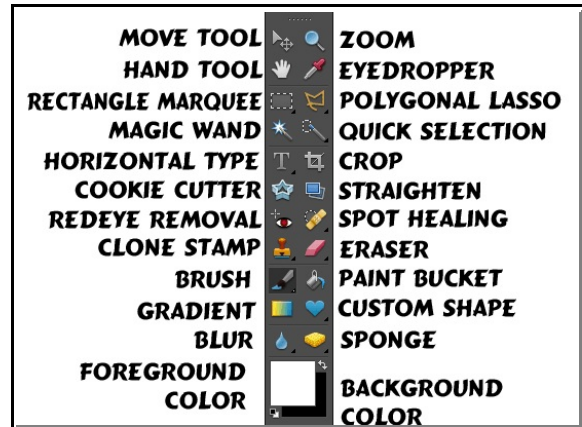 MOVE TOOL ZOOM
HAND TOOL EYEDROPPER
RECTANGLE MARQUEE POLYGONAL LASSO
MAGIC WAND QUICK SELECTION
HORIZONTAL TYPE T CROP
COOKIE CUTTER STRAIGHTEN
REDEYE REMOVAL SPOT HEALING
CLONE STAMP ERASER
BRUSH PAINT BUCKET
GRADIENT CUSTOM SHAPE
BLUR SPONGE
FOREGROUND
COLOR
BACKGROUND
COLOR